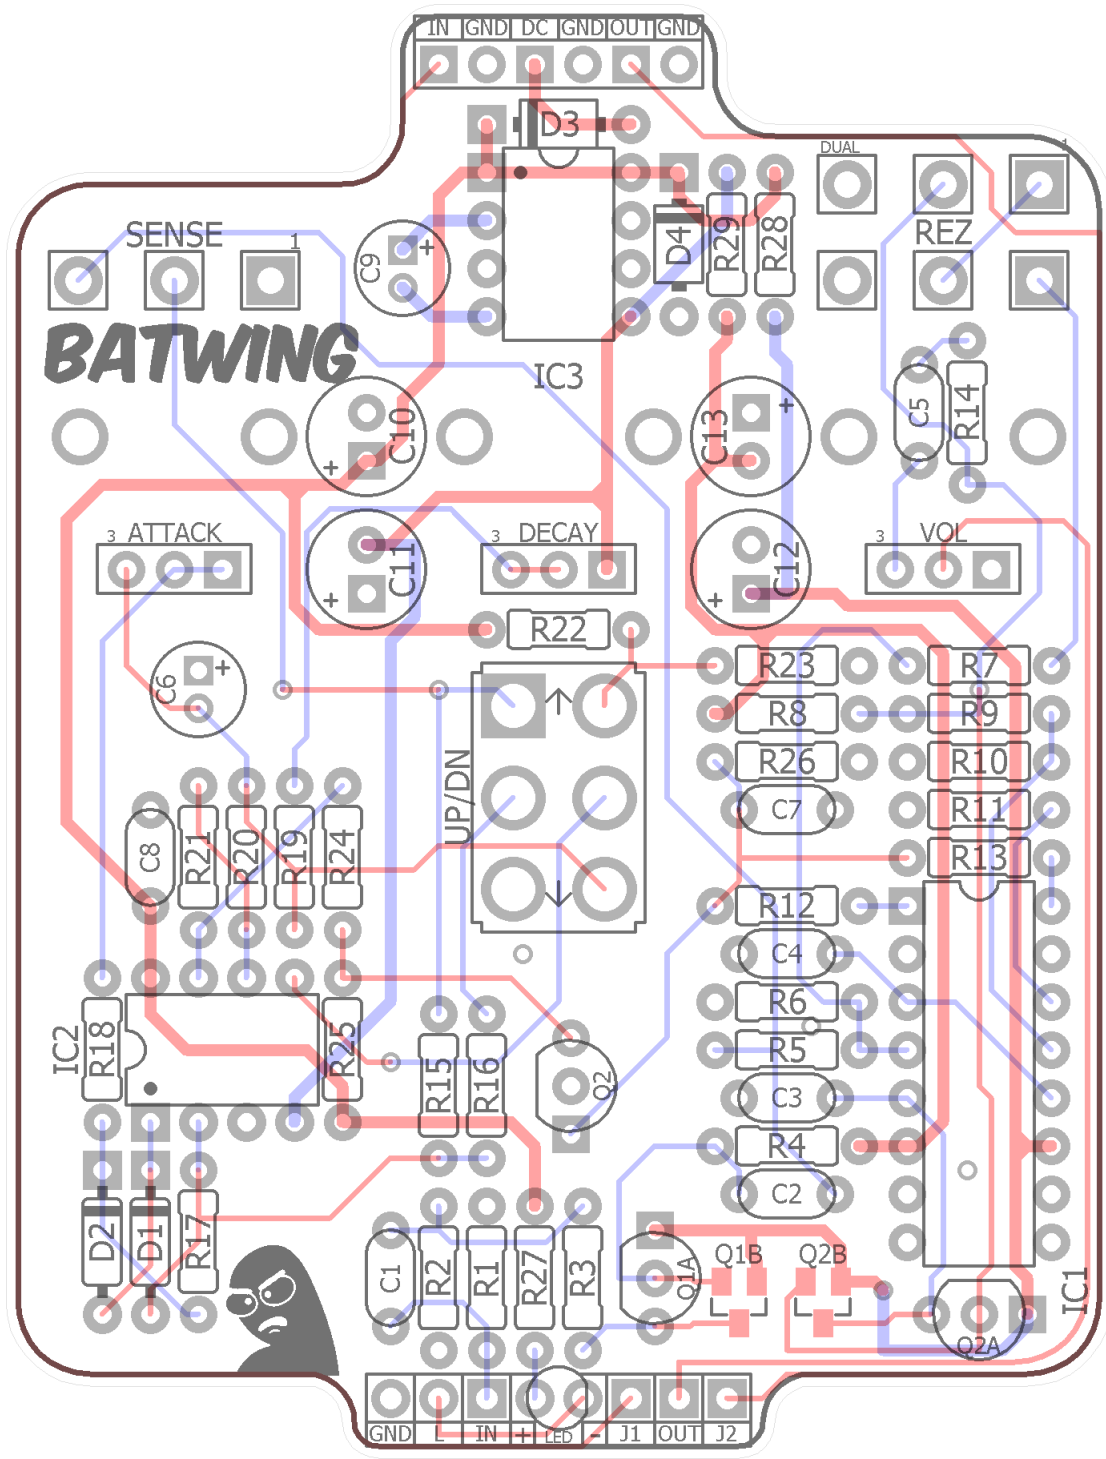 IN GND DC GND OUT GND
D3
DUAL
1
SENSE
1
REZ
C9
+
D4
R29
R28
BATWING
IC3
C10
+
C13
+
C5
R14
3 ATTACK
3 DECAY
3 VOL
C11
+
C12
+
R22
C6
+
R23
R7
R8
R9
R26
R10
UP/DN
C7
R11
C8
R21
R20
R19
R24
R13
R12
C4
R6
IC2
R18
R25
R5
R15
R16
Q2
C3
R4
C2
D2
D1
R17
C1
R2
R1
R27
R3
Q1A
Q1B
Q2B
IC1
Q2A
GND L IN + LED - J1 OUT J2